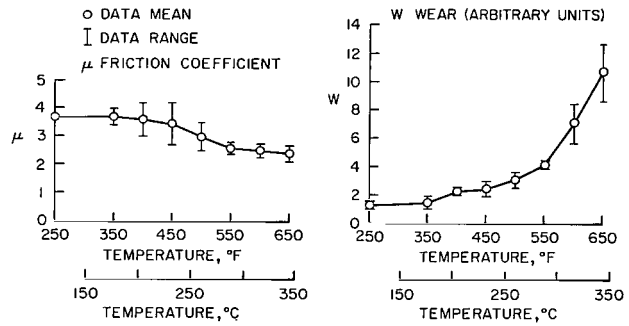 O DATA MEAN
I DATA RANGE
μ FRICTION COEFFICIENT
5
4
3
2
1
0
μ
250 350 450 550 650
TEMPERATURE, °F
150 250 350
TEMPERATURE, °C
W WEAR (ARBITRARY UNITS)
14
12
10
8
6
4
2
0
W
250 350 450 550 650
TEMPERATURE, °F
150 250 350
TEMPERATURE, °C